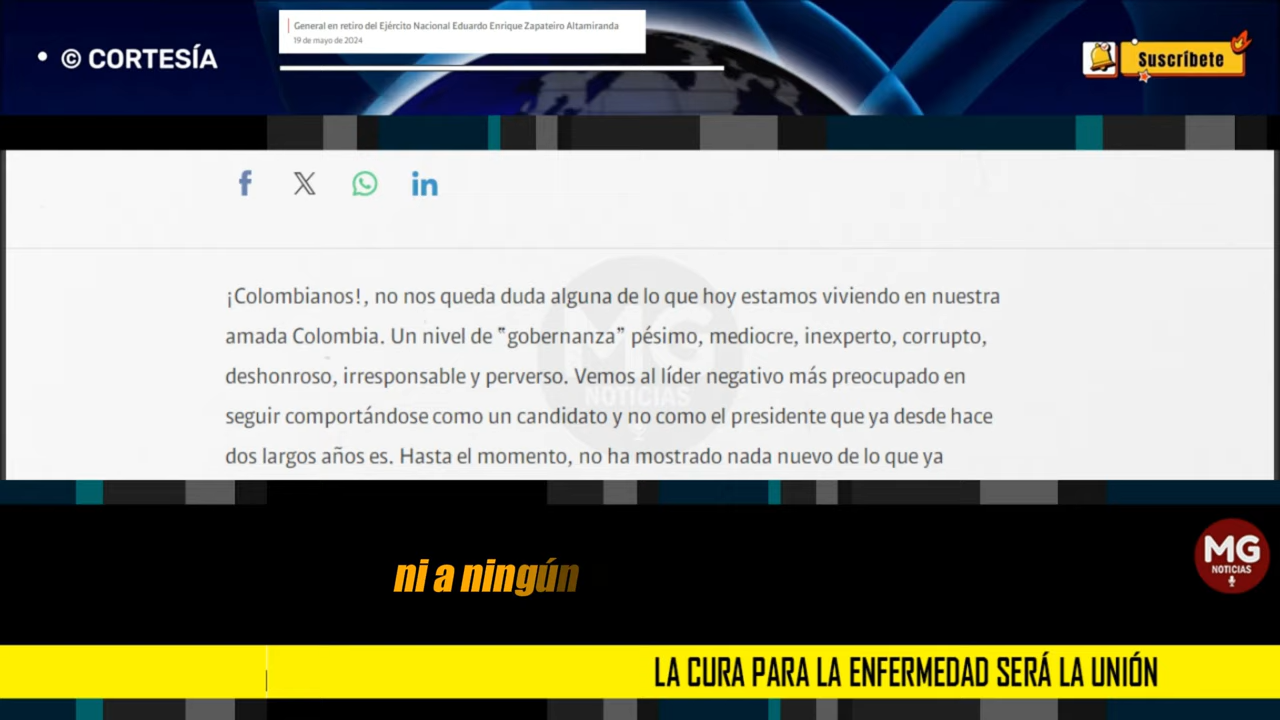 © CORTESÍA
General en retiro del Ejército Nacional Eduardo Enrique Zapateiro Altamiranda
19 de mayo de 2024
Suscríbete
¡Colombianos!, no nos queda duda alguna de lo que hoy estamos viviendo en nuestra
amada Colombia. Un nivel de "gobernanza" pésimo, mediocre, inexperto, corrupto,
deshonroso, irresponsable y perverso. Vemos al líder negativo más preocupado en
seguir comportándose como un candidato y no como el presidente que ya desde hace
dos largos años es. Hasta el momento, no ha mostrado nada nuevo de lo que ya
MG
NOTICIAS
ni a ningún
MG
NOTICIAS
LA CURA PARA LA ENFERMEDAD SERÁ LA UNIÓN